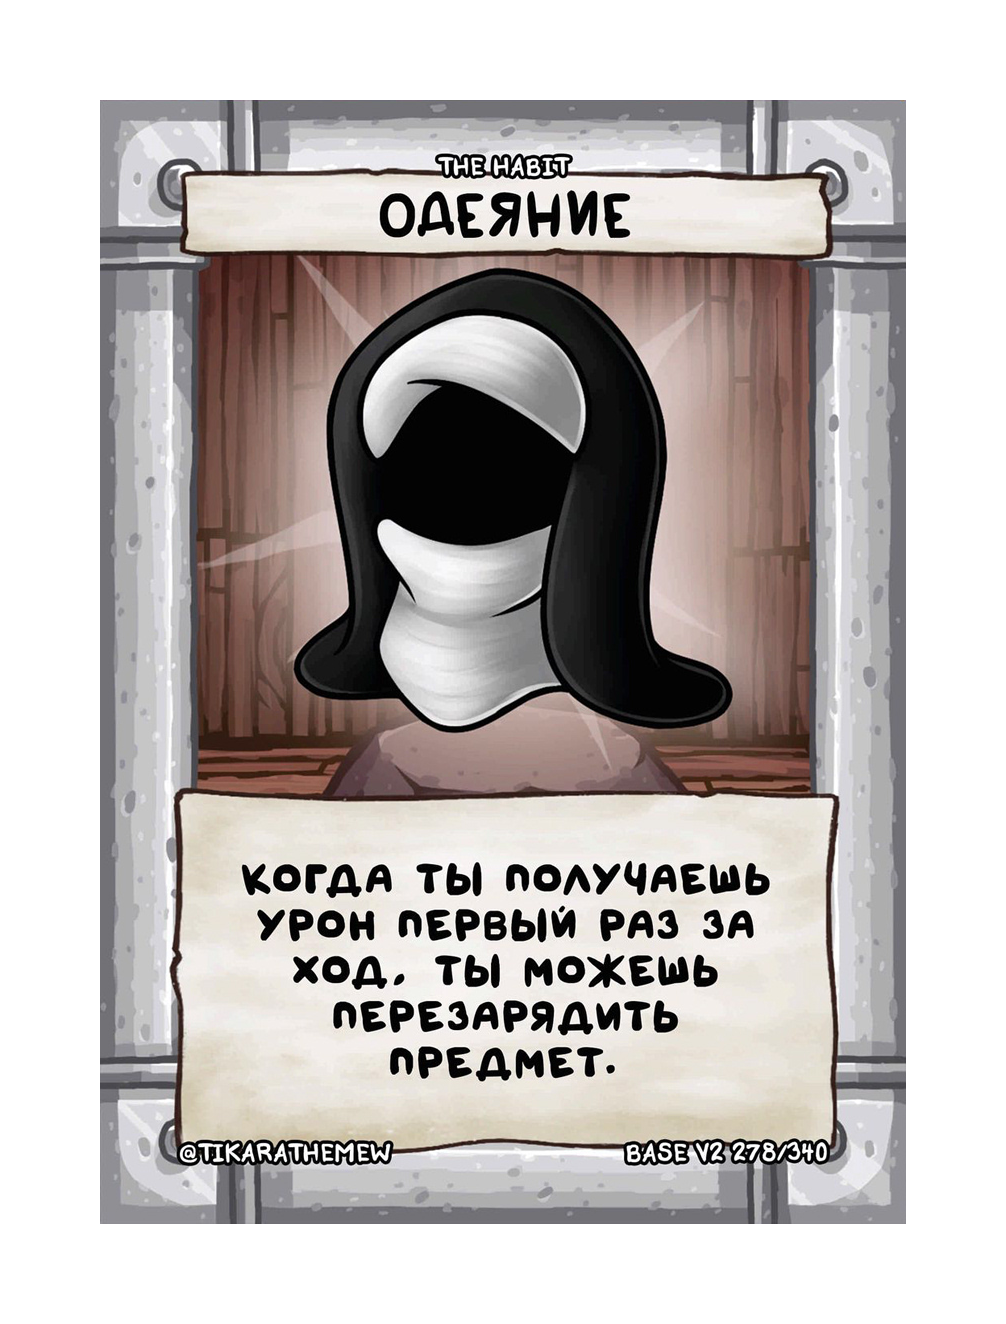 THE HABIT
ОДЕЯНИЕ
КОГДА ТЫ ПОЛУЧАЕШЬ
УРОН ПЕРВЫЙ РАЗ ЗА
ХОД, ТЫ МОЖЕШЬ
ПЕРЕЗАРЯДИТЬ
ПРЕДМЕТ.
@TIKARATHEMEW
BASE V2 278/340